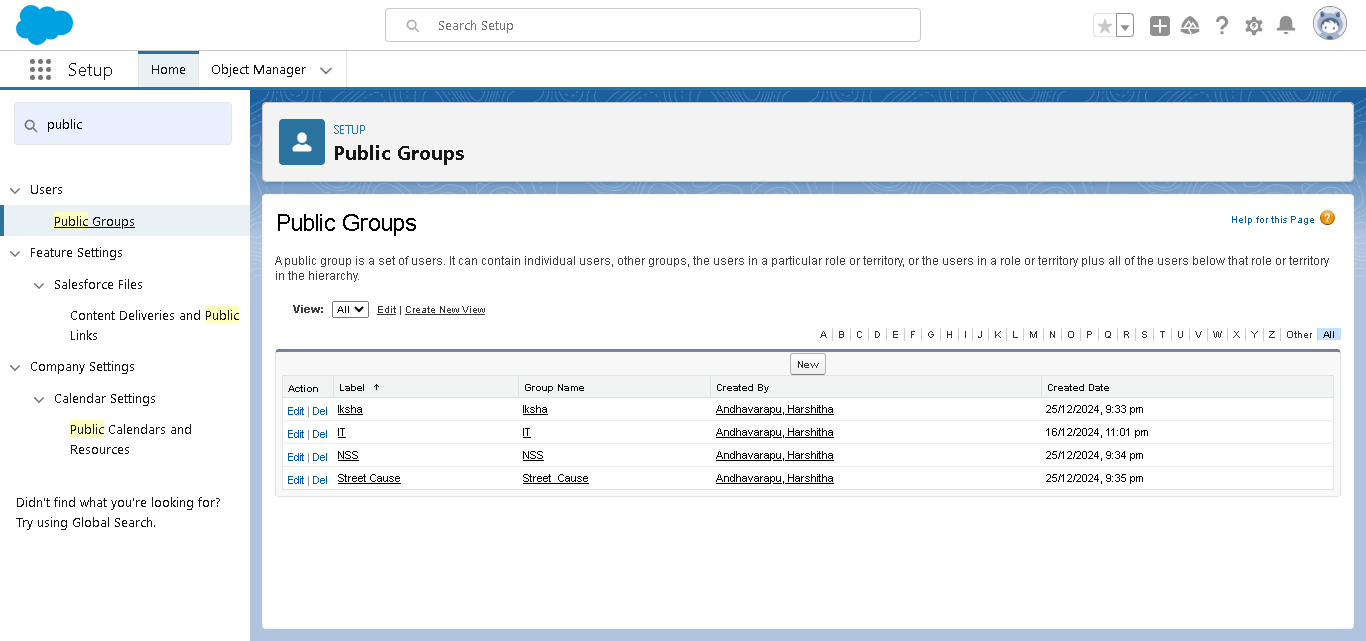 Search Setup
Setup
Home
Object Manager
public
Users
Public Groups
Feature Settings
Salesforce Files
Content Deliveries and Public
Links
Company Settings
Calendar Settings
Public Calendars and
Resources
Didn't find what you're looking for?
Try using Global Search.
SETUP
Public Groups
Public Groups
Help for this Page ?
A public group is a set of users. It can contain individual users, other groups, the users in a particular role or territory, or the users in a role or territory plus all of the users below that role or territory
in the hierarchy.
View: All Edit | Create New View
A | B | C | D | E | F | G | H | I | J | K | L | M | N | O | P | Q | R | S | T | U | V | W | X | Y | Z | Other | All
New
Action Label ↑ Group Name Created By Created Date
Edit | Del Iksha Iksha Andhavarapu, Harshitha 25/12/2024, 9:33 pm
Edit | Del IT IT Andhavarapu, Harshitha 16/12/2024, 11:01 pm
Edit | Del NSS NSS Andhavarapu, Harshitha 25/12/2024, 9:34 pm
Edit | Del Street Cause Street_Cause Andhavarapu, Harshitha 25/12/2024, 9:35 pm